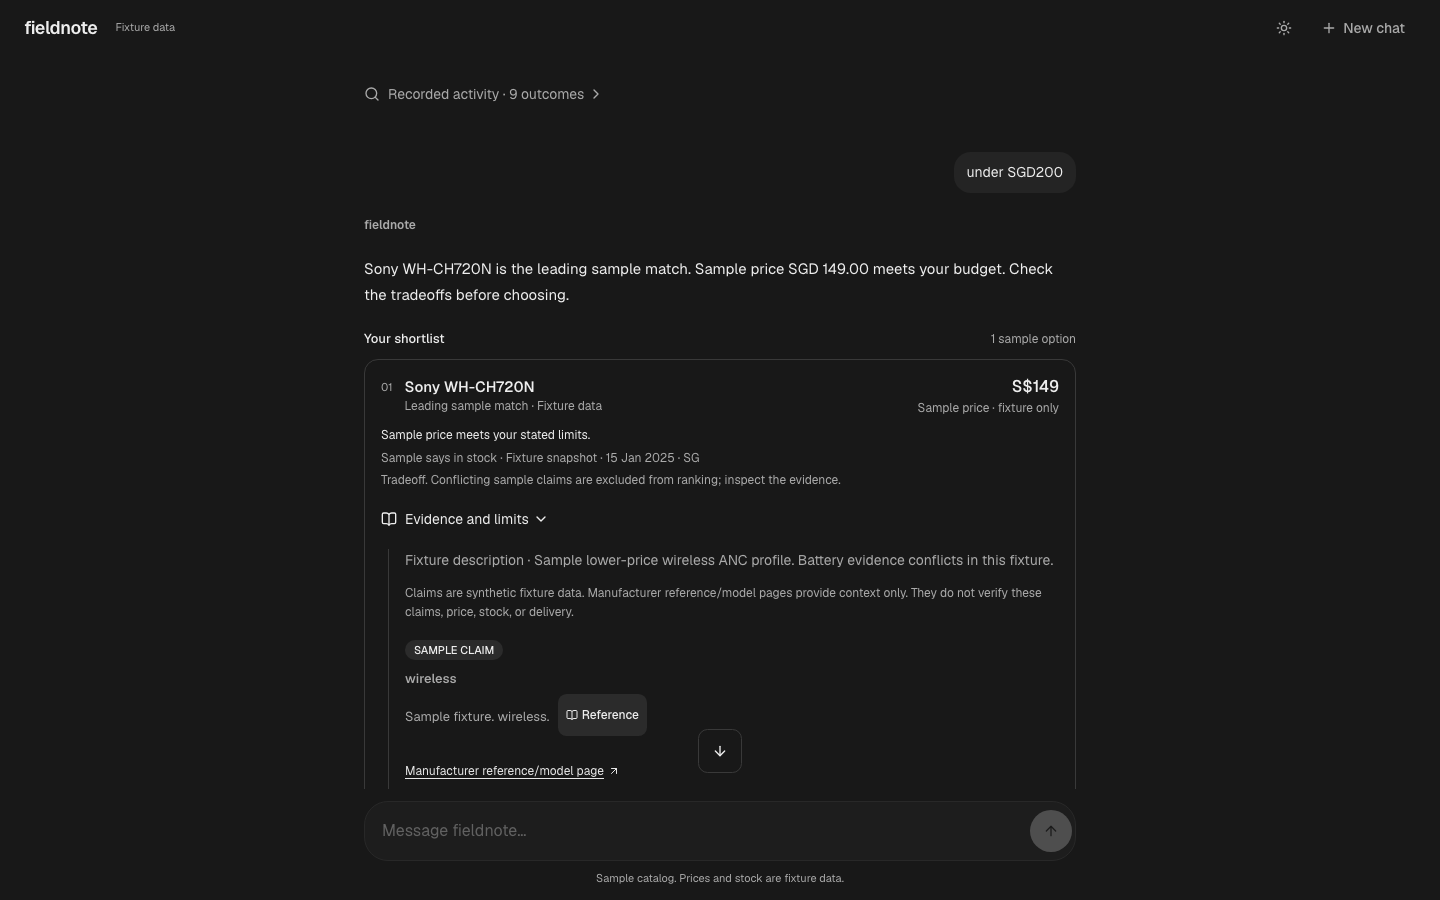 fieldnote Fixture data New chat
Recorded activity · 9 outcomes
under SGD200
fieldnote
Sony WH-CH720N is the leading sample match. Sample price SGD 149.00 meets your budget. Check
the tradeoffs before choosing.
Your shortlist 1 sample option
01 Sony WH-CH720N S$149
Leading sample match · Fixture data Sample price · fixture only
Sample price meets your stated limits.
Sample says in stock · Fixture snapshot · 15 Jan 2025 · SG
Tradeoff. Conflicting sample claims are excluded from ranking; inspect the evidence.
Evidence and limits
Fixture description · Sample lower-price wireless ANC profile. Battery evidence conflicts in this fixture.
Claims are synthetic fixture data. Manufacturer reference/model pages provide context only. They do not verify these
claims, price, stock, or delivery.
SAMPLE CLAIM
wireless
Sample fixture. wireless. Reference
Manufacturer reference/model page
Message fieldnote...
Sample catalog. Prices and stock are fixture data.